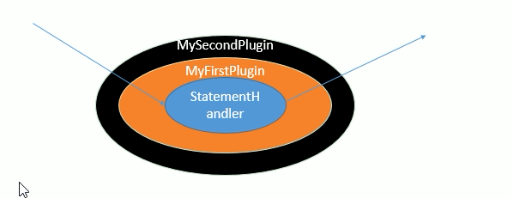 MySecondPlugin
MyFirstPlugin
StatementH
andler